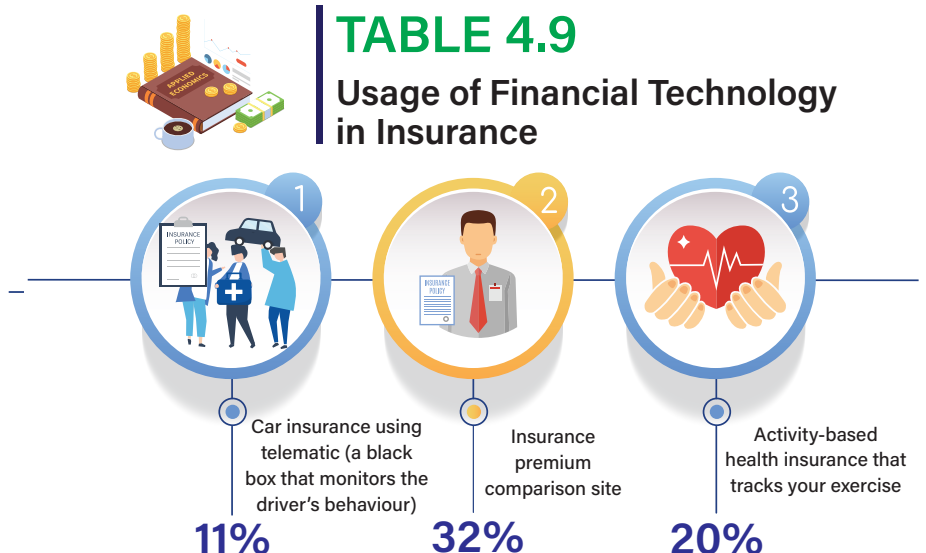 APPLIED
ECONOMICS
TABLE 4.9
Usage of Financial Technology
in Insurance
1
INSURANCE
POLICY
2
INSURANCE
POLICY
3
Car insurance using
telematic (a black
box that monitors the
driver's behaviour)
11%
Insurance
premium
comparison site
32%
Activity-based
health insurance that
tracks your exercise
20%